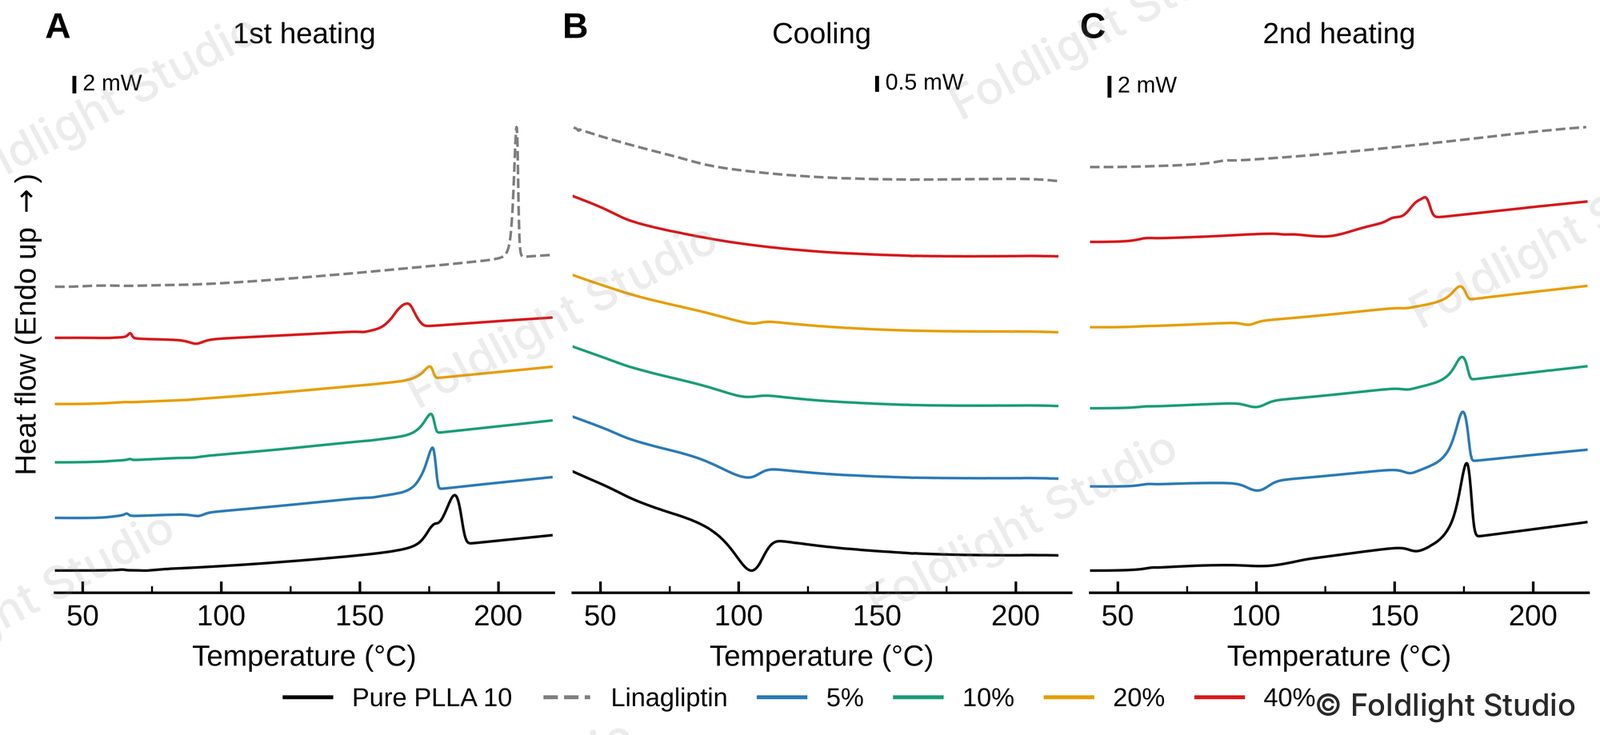 A
1st heating
B
Cooling
C
2nd heating
2 mW
0.5 mW
2 mW
Heat flow (Endo up →)
50 100 150 200
50 100 150 200
50 100 150 200
Temperature (°C)
Temperature (°C)
Temperature (°C)
Pure PLLA 10 Linagliptin 5% 10% 20% 40%
© Foldlight Studio
Foldlight Studio
Foldlight Studio
Foldlight Studio
Foldlight Studio
Foldlight Studio